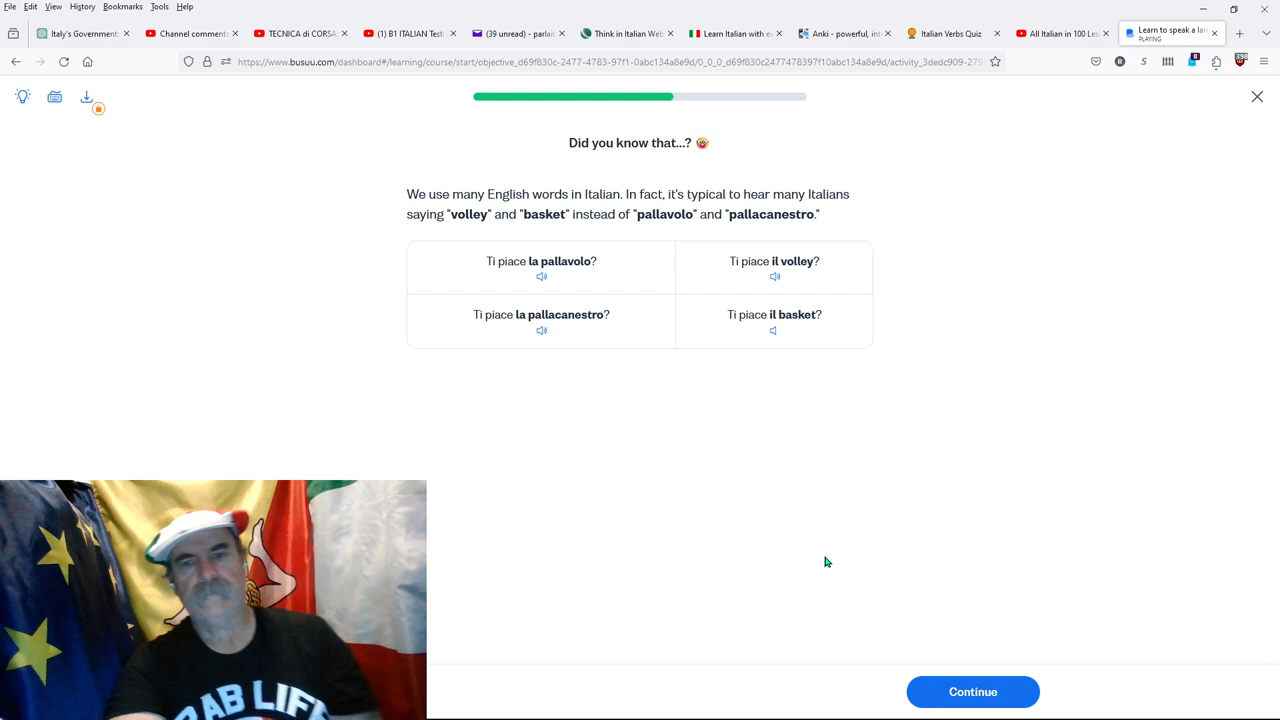 File Edit View History Bookmarks Tools Help
Italy's Government: Channel comments TECNICA di CORSA (1) B1 ITALIAN Test (39 unread) - parlait Think in Italian Web Learn Italian with e Anki - powerful, int Italian Verbs Quiz All Italian in 100 Les Learn to speak a lan
PLAYING
https://www.busuu.com/dashboard#/learning/course/start/objective_d69f830c-2477-4783-97f1-0abc134a8e9d/0_0_0_d69f830c2477478397f10abc134a8e9d/activity_3dedc909-279
Did you know that...?
We use many English words in Italian. In fact, it's typical to hear many Italians
saying "volley" and "basket" instead of "pallavolo" and "pallacanestro."
Ti piace la pallavolo? Ti piace il volley?
Ti piace la pallacanestro? Ti piace il basket?
LIFE
Continue